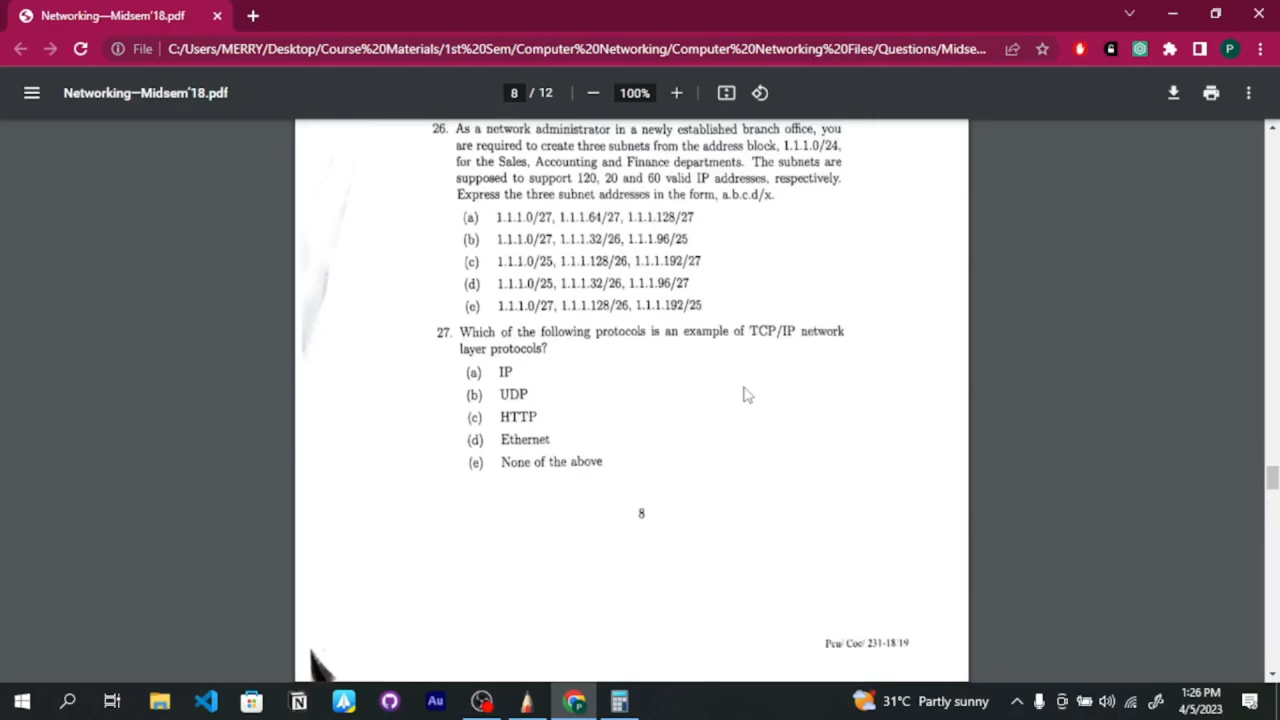 Networking—Midsem'18.pdf
File
C:/Users/MERRY/Desktop/Course%20Materials/1st%20Sem/Computer%20Networking/Computer%20Networking%20Files/Questions/Midse...
P
Networking—Midsem'18.pdf
8 / 12
100%
26. As a network administrator in a newly established branch office, you
are required to create three subnets from the address block, 1.1.1.0/24,
for the Sales, Accounting and Finance departments. The subnets are
supposed to support 120, 20 and 60 valid IP addresses, respectively.
Express the three subnet addresses in the form, a.b.c.d/x.
(a) 1.1.1.0/27, 1.1.1.64/27, 1.1.1.128/27
(b) 1.1.1.0/27, 1.1.1.32/26, 1.1.1.96/25
(c) 1.1.1.0/25, 1.1.1.128/26, 1.1.1.192/27
(d) 1.1.1.0/25, 1.1.1.32/26, 1.1.1.96/27
(e) 1.1.1.0/27, 1.1.1.128/26, 1.1.1.192/25
27. Which of the following protocols is an example of TCP/IP network
layer protocols?
(a) IP
(b) UDP
(c) HTTP
(d) Ethernet
(e) None of the above
8
Pcu/ Coe/ 231-18/19
Au
31°C Partly sunny
1:26 PM
4/5/2023